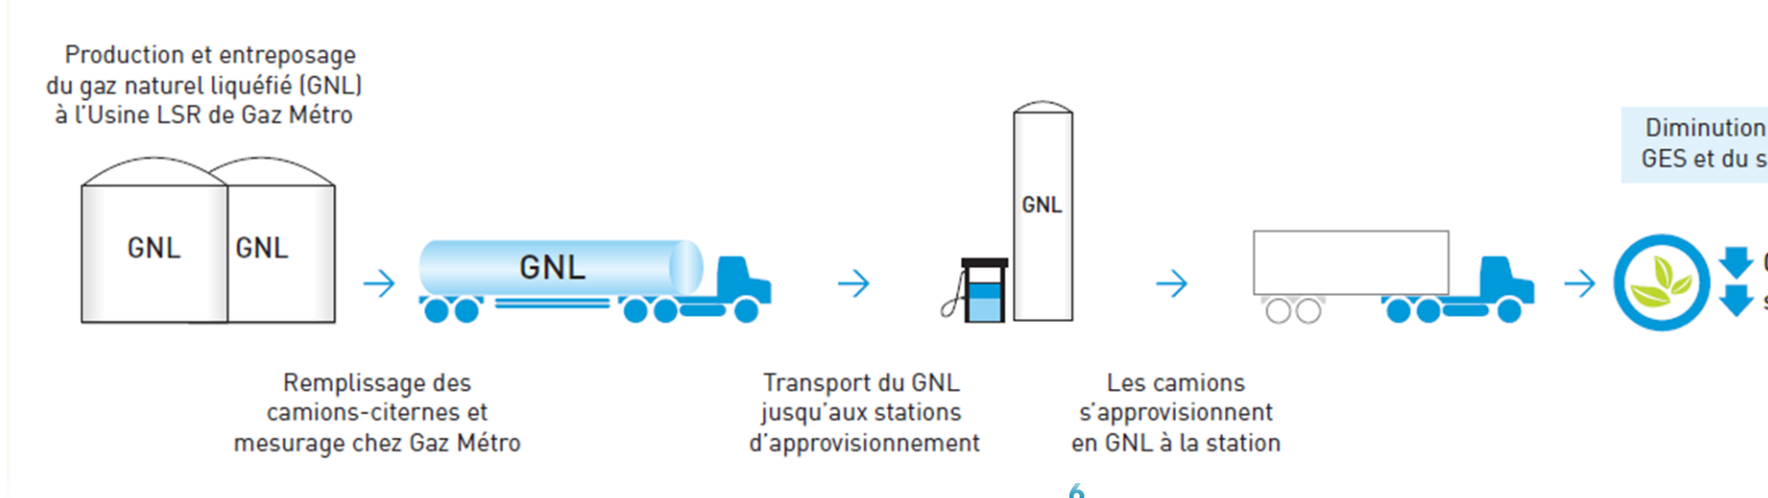 Production et entreposage
du gaz naturel liquéfié (GNL)
à l'Usine LSR de Gaz Métro
GNL
GNL
GNL
GNL
Diminution
GES et du
Remplissage des
camions-citernes et
mesurage chez Gaz Métro
Transport du GNL
jusqu'aux stations
d'approvisionnement
Les camions
s'approvisionnent
en GNL à la station
6